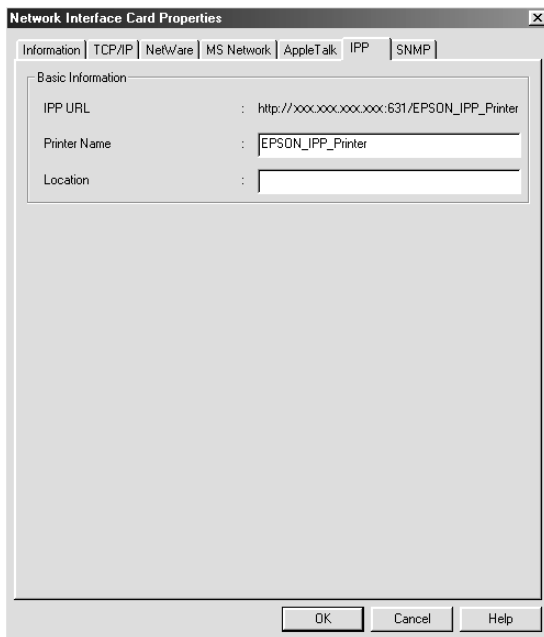 Network Interface Card Properties
Information TCP/IP NetWare MS Network AppleTalk IPP SNMP
Basic Information
IPP URL : http://xxx.xxx.xxx.xxx:631/EPSON_IPP_Printer
Printer Name : EPSON_IPP_Printer
Location :
OK Cancel Help